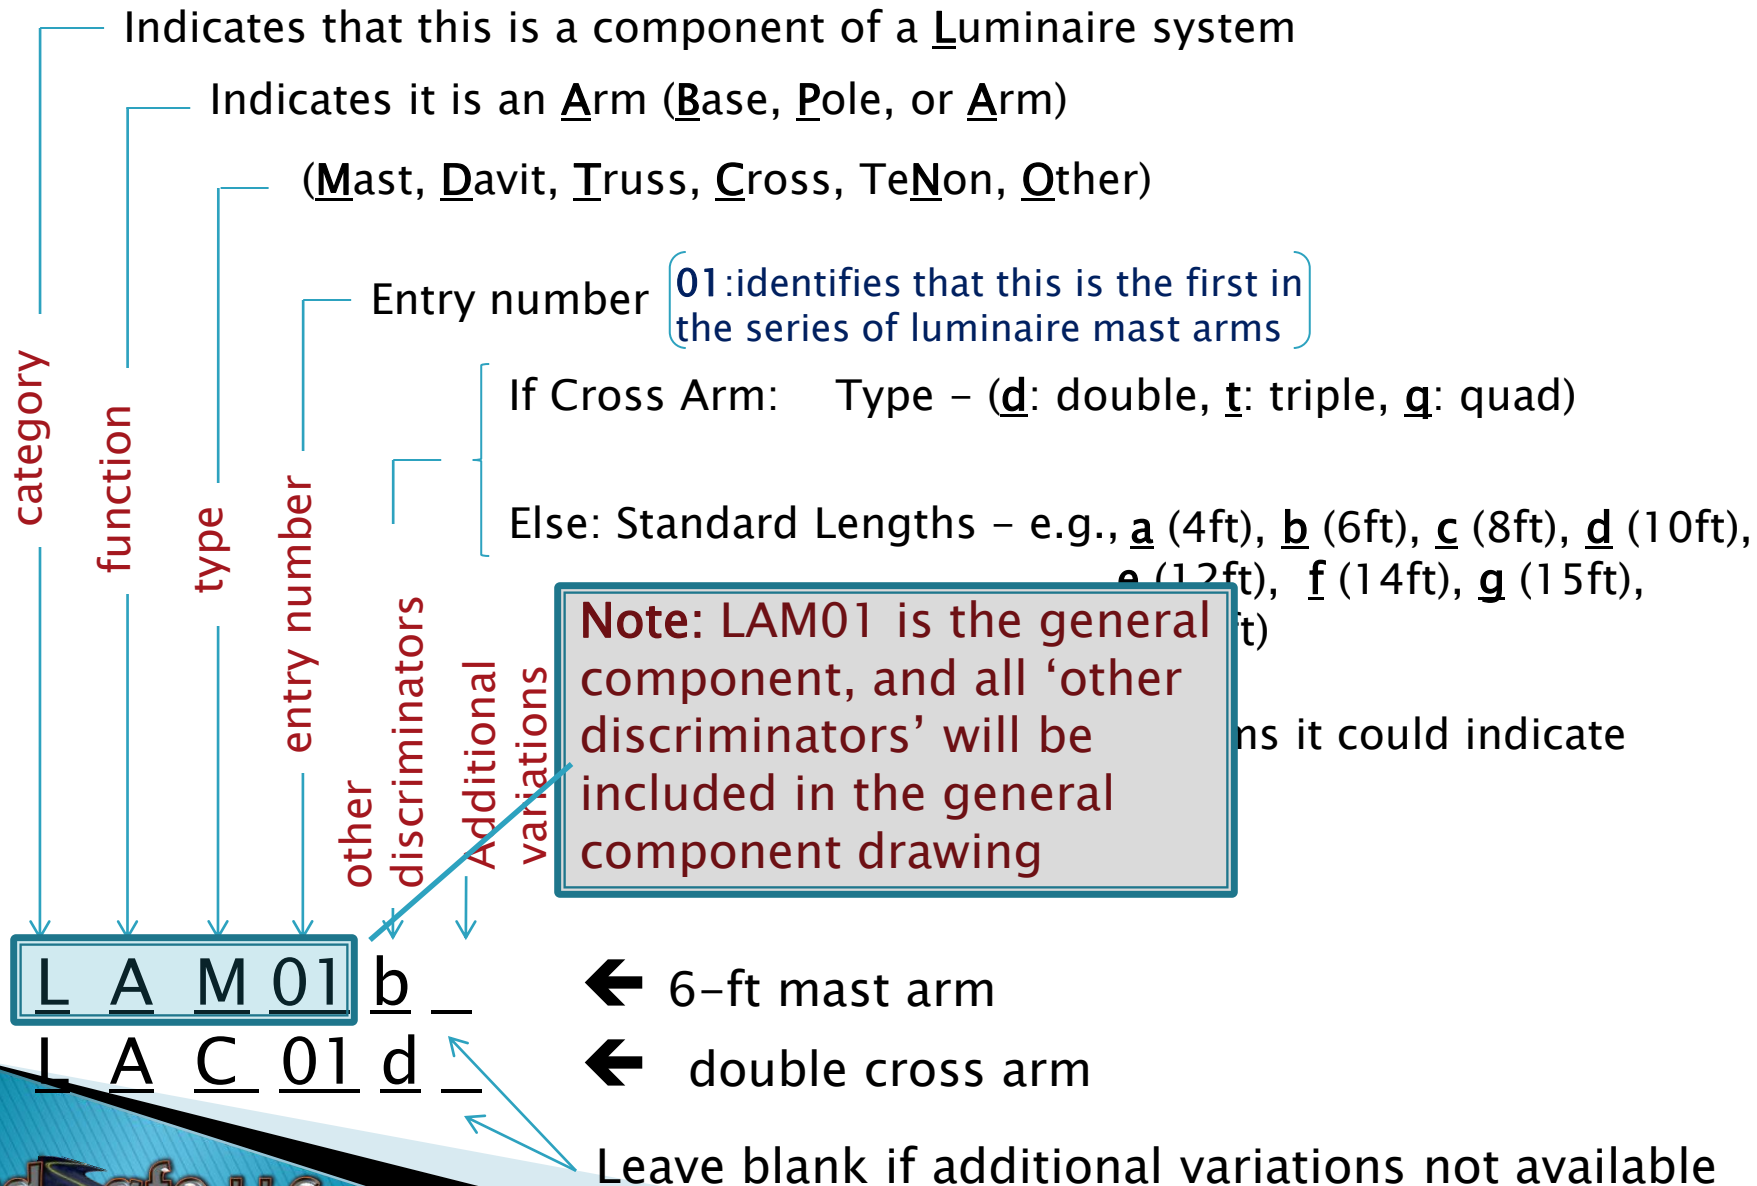 Indicates that this is a component of a Luminaire system
Indicates it is an Arm (Base, Pole, or Arm)
(Mast, Davit, Truss, Cross, TeNon, Other)
Entry number
01:identifies that this is the first in
the series of luminaire mast arms
If Cross Arm: Type – (d: double, t: triple, q: quad)
Else: Standard Lengths – e.g., a (4ft), b (6ft), c (8ft), d (10ft),
e (12ft), f (14ft), g (15ft),
t)
ms it could indicate
category
function
type
entry number
other
discriminators
Additional
variations
Note: LAM01 is the general
component, and all ‘other
discriminators’ will be
included in the general
component drawing
L A M 01 b _
🡰 6-ft mast arm
L A C 01 d _
🡰 double cross arm
Leave blank if additional variations not available